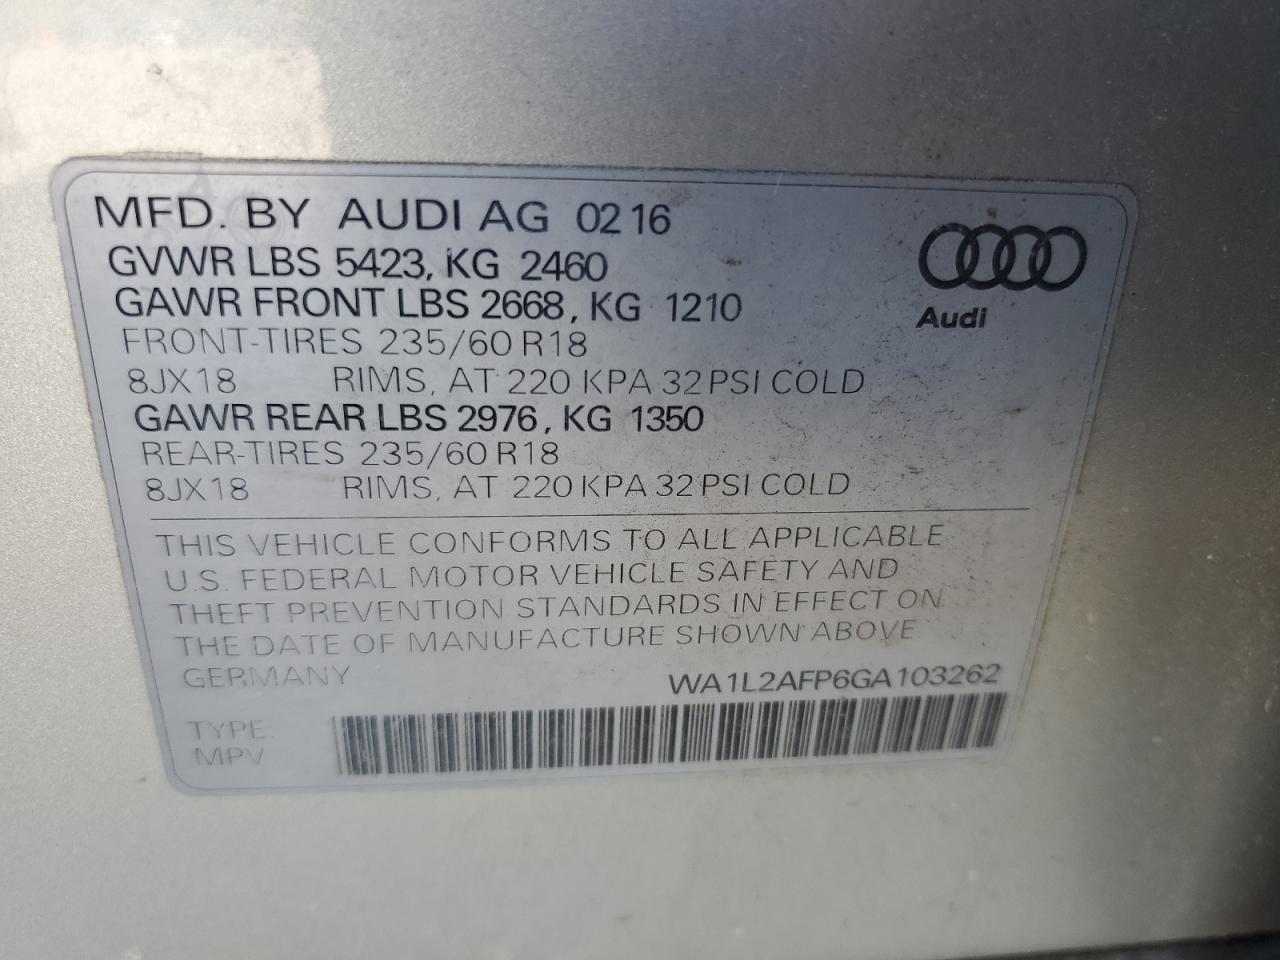 MFD. BY AUDI AG 02 16
GVWR LBS 5423, KG 2460
GAWR FRONT LBS 2668, KG 1210
FRONT-TIRES 235/60 R18
8JX18 RIMS, AT 220 KPA 32 PSI COLD
GAWR REAR LBS 2976, KG 1350
REAR-TIRES 235/60 R18
8JX18 RIMS, AT 220 KPA 32 PSI COLD
Audi
THIS VEHICLE CONFORMS TO ALL APPLICABLE
U.S. FEDERAL MOTOR VEHICLE SAFETY AND
THEFT PREVENTION STANDARDS IN EFFECT ON
THE DATE OF MANUFACTURE SHOWN ABOVE
GERMANY WA1L2AFP6GA103262
TYPE:
MPV